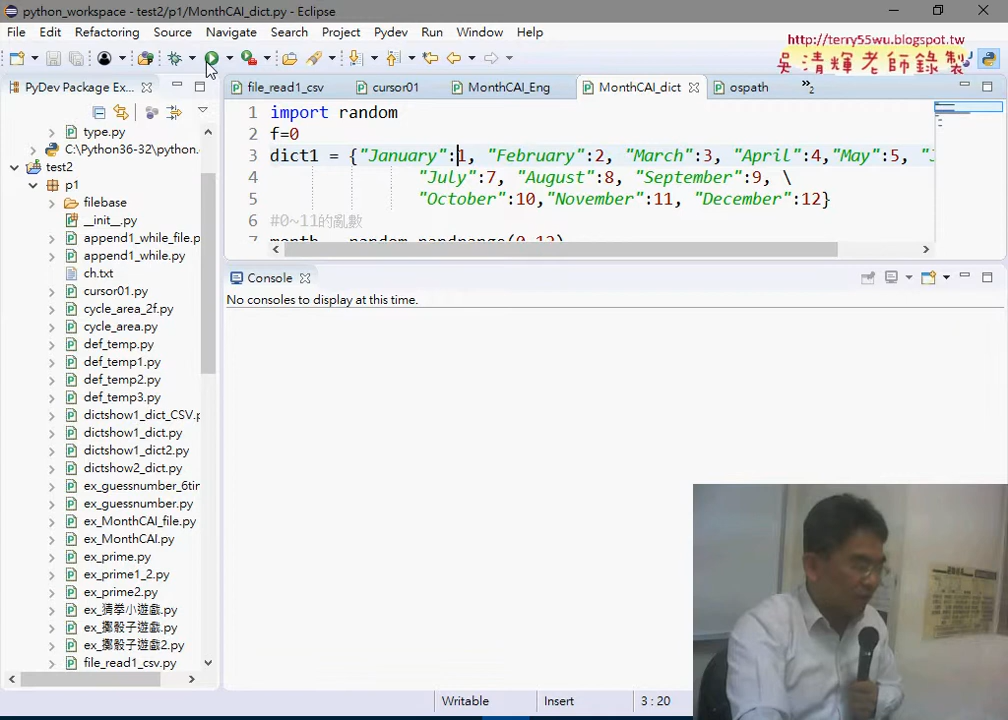 python_workspace - test2/p1/MonthCAI_dict.py - Eclipse
File Edit Refactoring Source Navigate Search Project Pydev Run Window Help
http://terry55wu.blogspot.tw
吳清輝老師錄製
PyDev Package Ex...
file_read1_csv cursor01 MonthCAI_Eng MonthCAI_dict ospath »2
type.py
C:\Python36-32\python.
test2
p1
filebase
__init__.py
append1_while_file.p
append1_while.py
ch.txt
cursor01.py
cycle_area_2f.py
cycle_area.py
def_temp.py
def_temp1.py
def_temp2.py
def_temp3.py
dictshow1_dict_CSV.p
dictshow1_dict.py
dictshow1_dict2.py
dictshow2_dict.py
ex_guessnumber_6tin
ex_guessnumber.py
ex_MonthCAI_file.py
ex_MonthCAI.py
ex_prime.py
ex_prime1_2.py
ex_prime2.py
ex_猜拳小遊戲.py
ex_擲骰子遊戲.py
ex_擲骰子遊戲2.py
file_read1_csv.py
1 import random
2 f=0
3 dict1 = {"January":1, "February":2, "March":3, "April":4,"May":5, "J
4 "July":7, "August":8, "September":9, \
5 "October":10,"November":11, "December":12}
6 #0~11的亂數
7 month = random.randrange(0,12)
Console
No consoles to display at this time.
Writable Insert 3 : 20